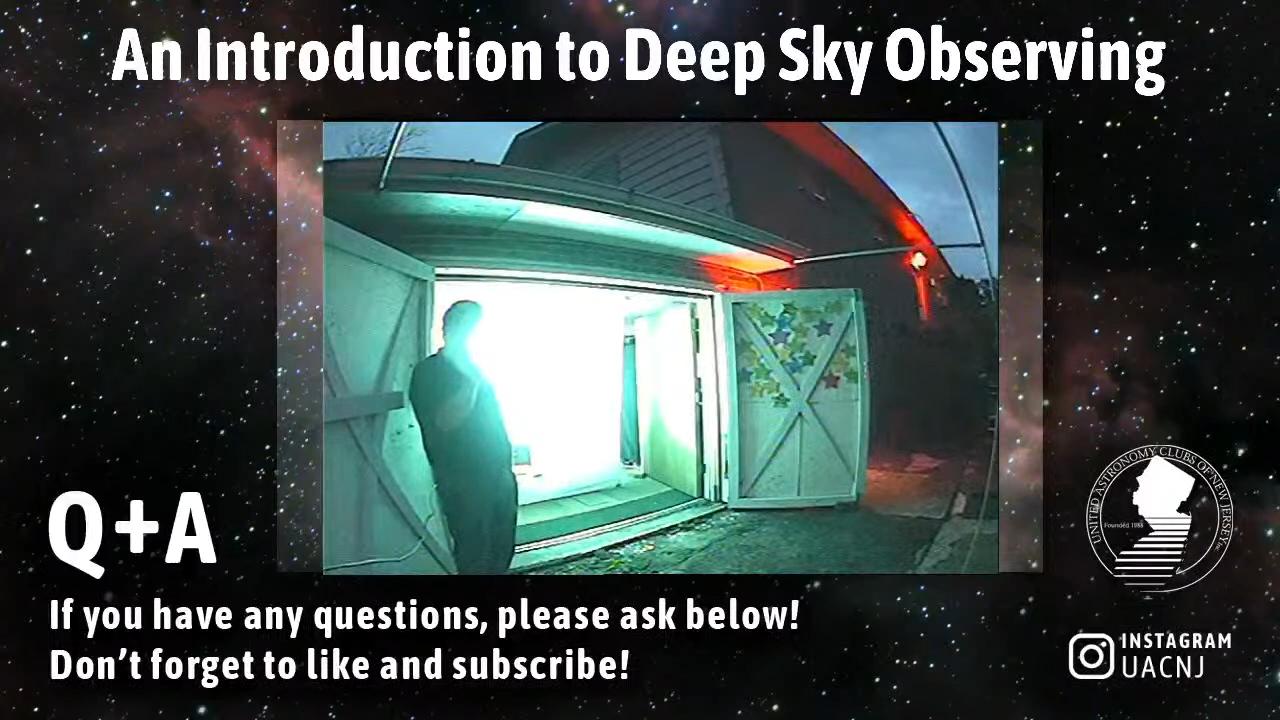 An Introduction to Deep Sky Observing
Q+A
If you have any questions, please ask below!
Don't forget to like and subscribe!
UNITED ASTRONOMY CLUBS OF NEW JERSEY Inc
Founded 1988
INSTAGRAM
UACNJ